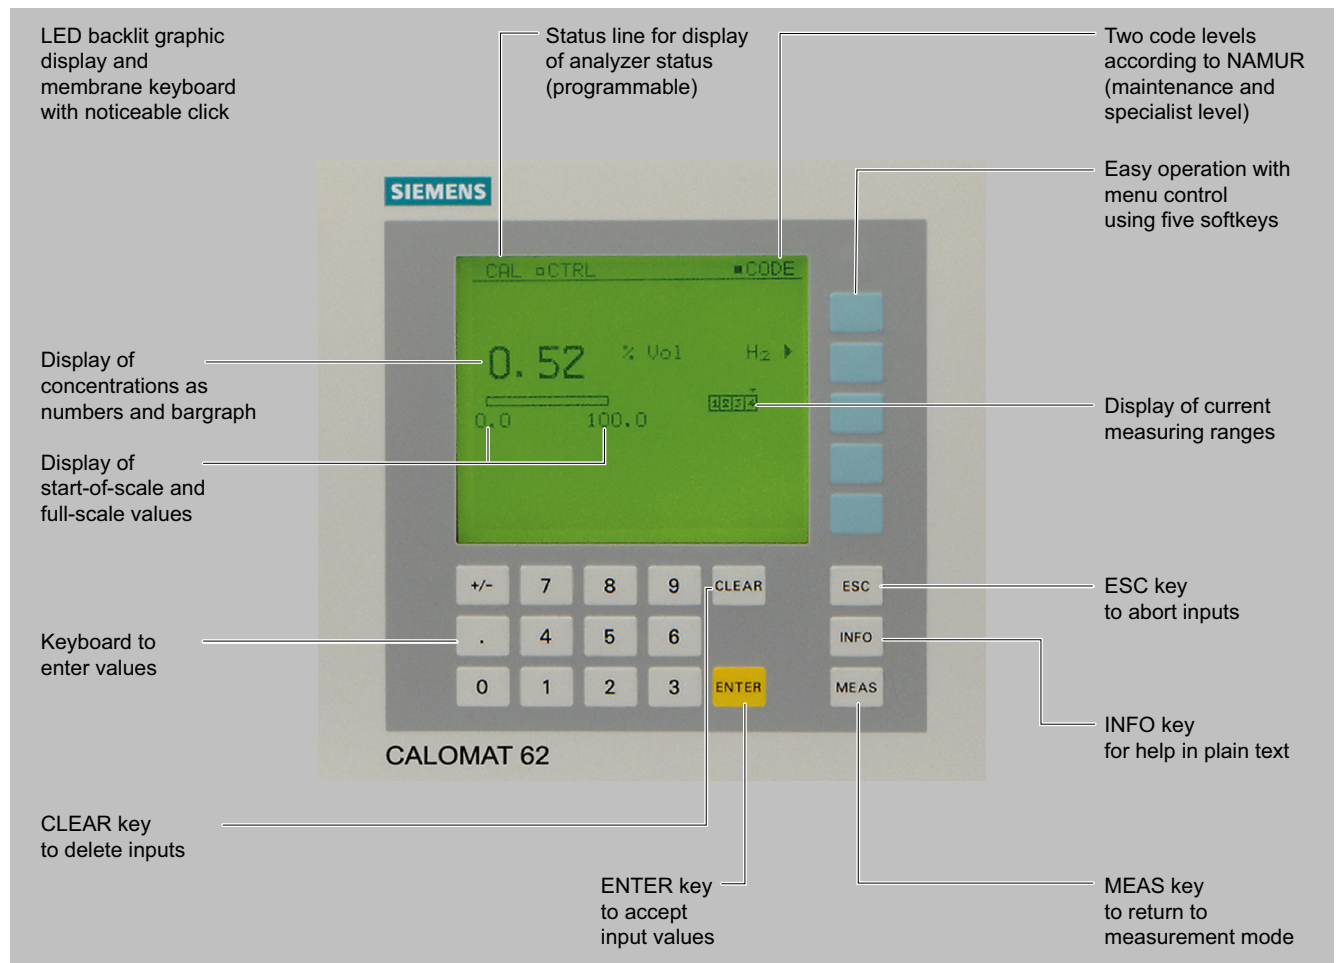 LED backlit graphic
display and
membrane keyboard
with noticeable click
Status line for display
of analyzer status
(programmable)
Two code levels
according to NAMUR
(maintenance and
specialist level)
Easy operation with
menu control
using five softkeys
SIEMENS
CAL CTRL CODE
0.52 % Vol H2
1 2 3 4
0.0 100.0
Display of
concentrations as
numbers and bargraph
Display of
start-of-scale and
full-scale values
Display of current
measuring ranges
+/- 7 8 9 CLEAR ESC
. 4 5 6 INFO
0 1 2 3 ENTER MEAS
CALOMAT 62
Keyboard to
enter values
ESC key
to abort inputs
INFO key
for help in plain text
CLEAR key
to delete inputs
ENTER key
to accept
input values
MEAS key
to return to
measurement mode